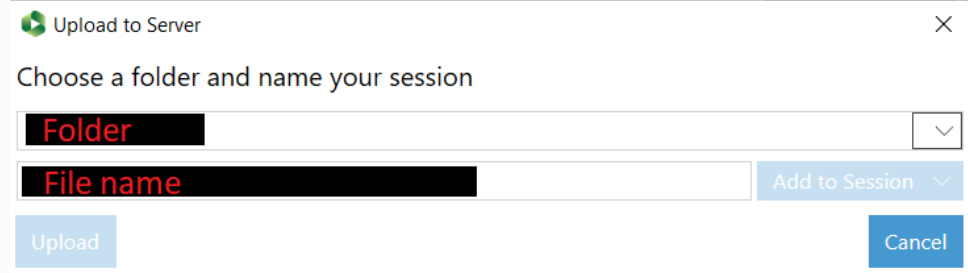 Upload to Server
Choose a folder and name your session
Folder
File name
Add to Session
Upload
Cancel